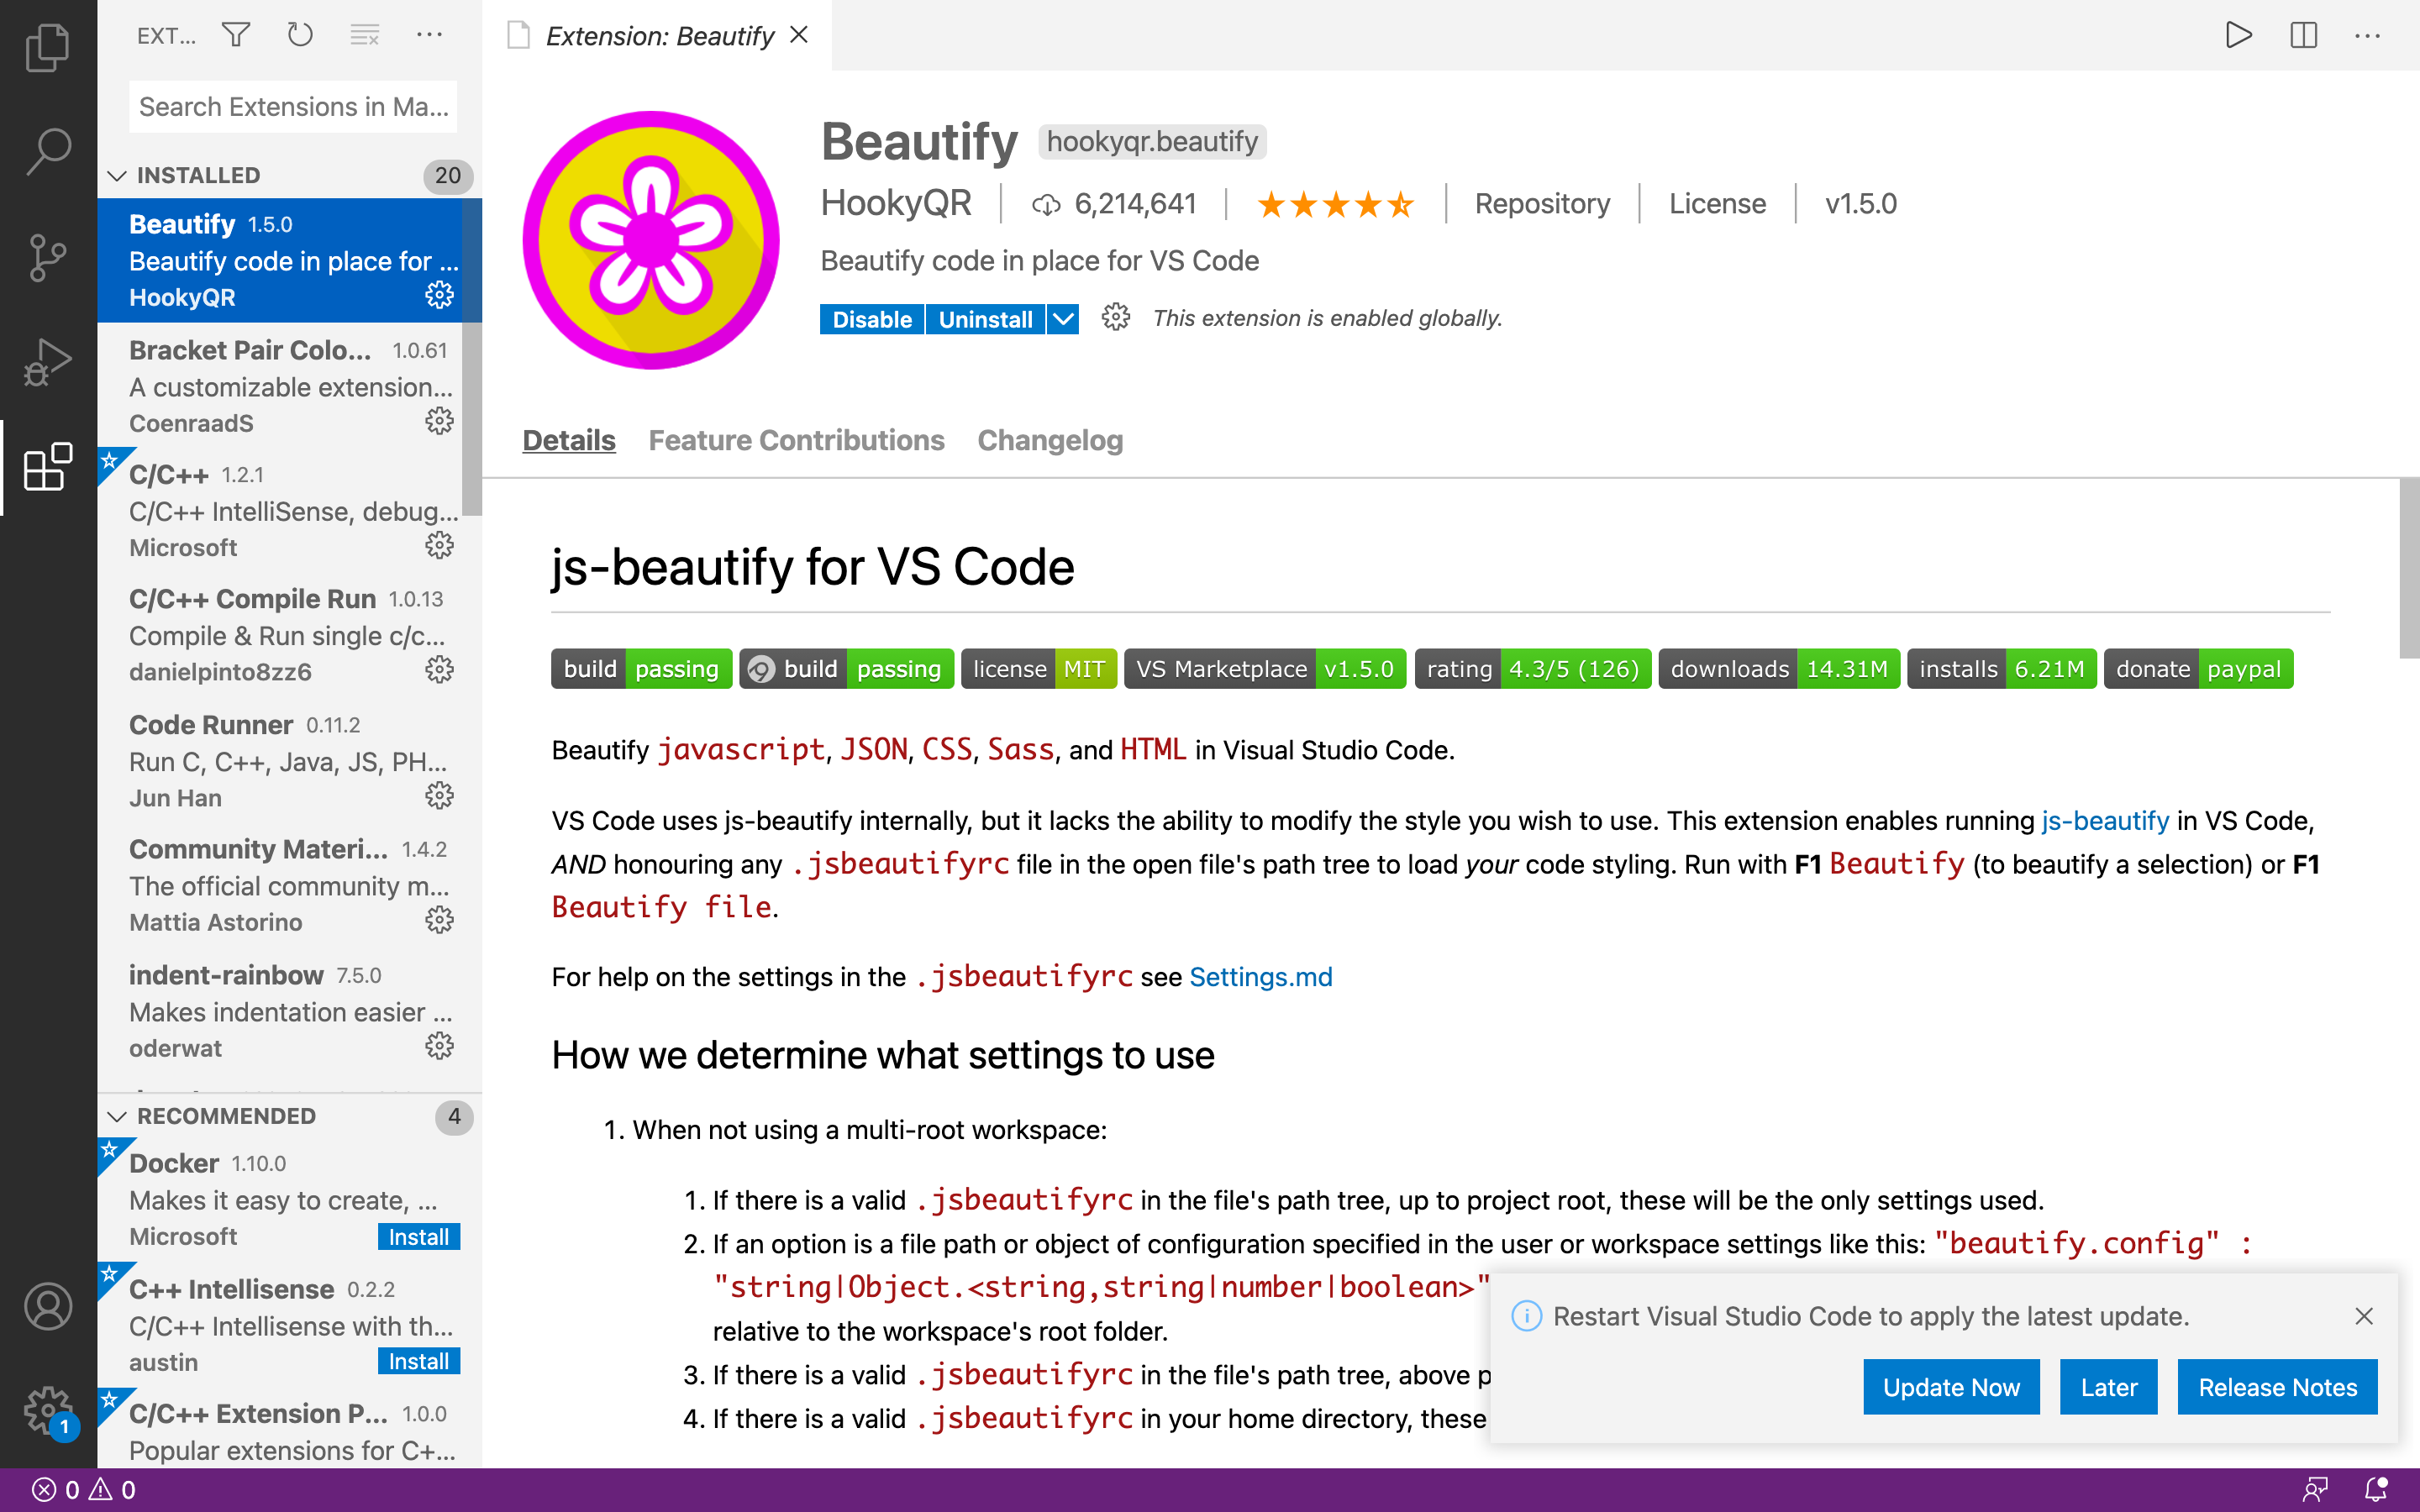 EXT...
Search Extensions in Ma...
INSTALLED 20
Beautify 1.5.0
Beautify code in place for ...
HookyQR
Bracket Pair Colo... 1.0.61
A customizable extension...
CoenraadS
C/C++ 1.2.1
C/C++ IntelliSense, debug...
Microsoft
C/C++ Compile Run 1.0.13
Compile & Run single c/c...
danielpinto8zz6
Code Runner 0.11.2
Run C, C++, Java, JS, PH...
Jun Han
Community Materi... 1.4.2
The official community m...
Mattia Astorino
indent-rainbow 7.5.0
Makes indentation easier ...
oderwat
RECOMMENDED 4
Docker 1.10.0
Makes it easy to create, ...
Microsoft Install
C++ Intellisense 0.2.2
C/C++ Intellisense with th...
austin Install
C/C++ Extension P... 1.0.0
Popular extensions for C+...
1
Extension: Beautify
Beautify hookyqr.beautify
HookyQR 6,214,641 Repository License v1.5.0
Beautify code in place for VS Code
Disable Uninstall This extension is enabled globally.
Details Feature Contributions Changelog
js-beautify for VS Code
build passing build passing license MIT VS Marketplace v1.5.0 rating 4.3/5 (126) downloads 14.31M installs 6.21M donate paypal
Beautify javascript, JSON, CSS, Sass, and HTML in Visual Studio Code.
VS Code uses js-beautify internally, but it lacks the ability to modify the style you wish to use. This extension enables running js-beautify in VS Code,
AND honouring any .jsbeautifyrc file in the open file's path tree to load your code styling. Run with F1 Beautify (to beautify a selection) or F1
Beautify file.
For help on the settings in the .jsbeautifyrc see Settings.md
How we determine what settings to use
1. When not using a multi-root workspace:
1. If there is a valid .jsbeautifyrc in the file's path tree, up to project root, these will be the only settings used.
2. If an option is a file path or object of configuration specified in the user or workspace settings like this: "beautify.config" :
"string|Object.<string,string|number|boolean>"
relative to the workspace's root folder.
3. If there is a valid .jsbeautifyrc in the file's path tree, above p
4. If there is a valid .jsbeautifyrc in your home directory, these
Restart Visual Studio Code to apply the latest update.
Update Now Later Release Notes
0 0